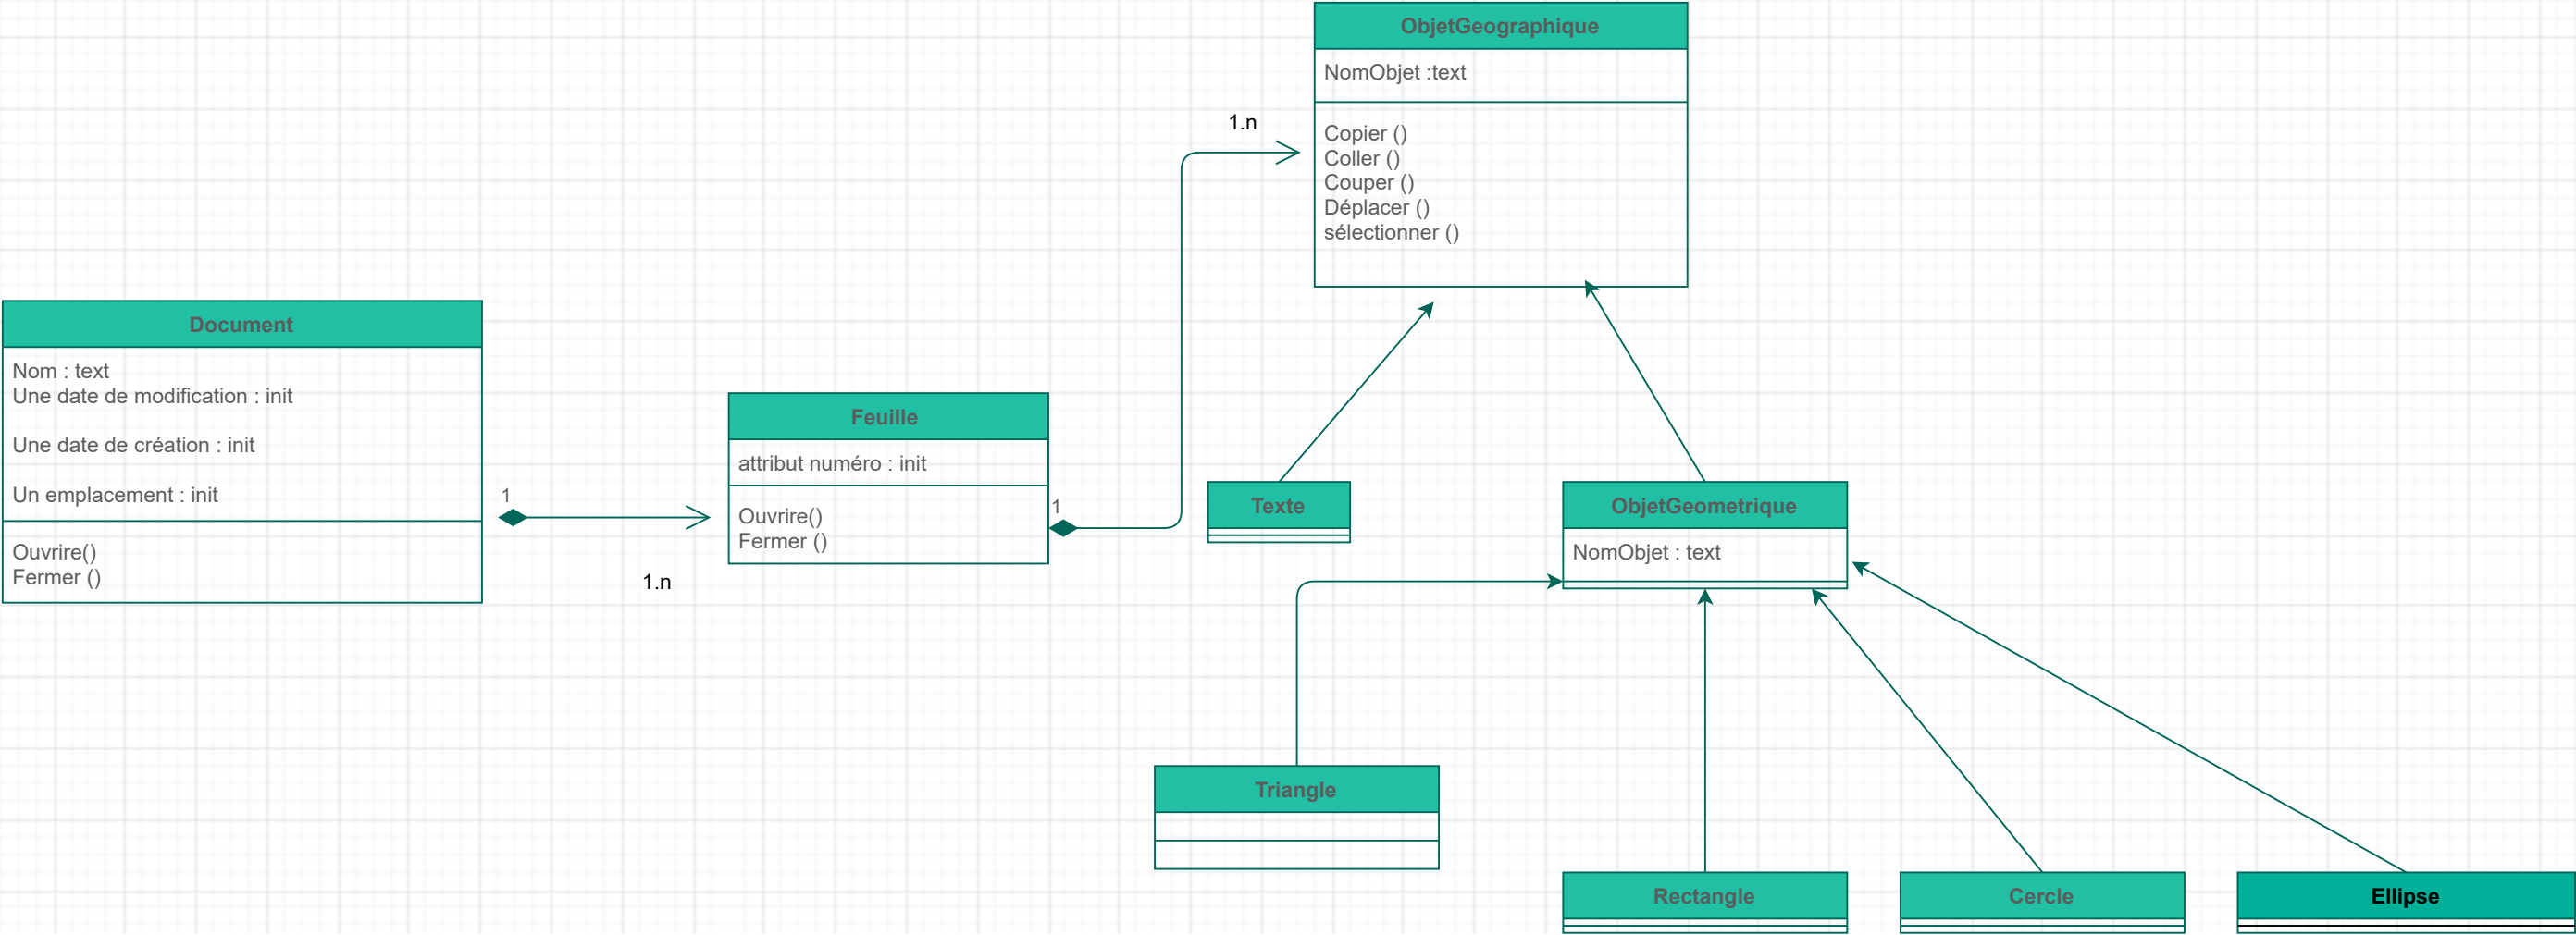 ObjetGeographique
NomObjet :text
Copier ()
Coller ()
Couper ()
Déplacer ()
sélectionner ()
1.n
Document
Nom : text
Une date de modification : init
Une date de création : init
Un emplacement : init
Ouvrire()
Fermer ()
1
1.n
Feuille
attribut numéro : init
Ouvrire()
Fermer ()
1
Texte
ObjetGeometrique
NomObjet : text
Triangle
Rectangle
Cercle
Ellipse